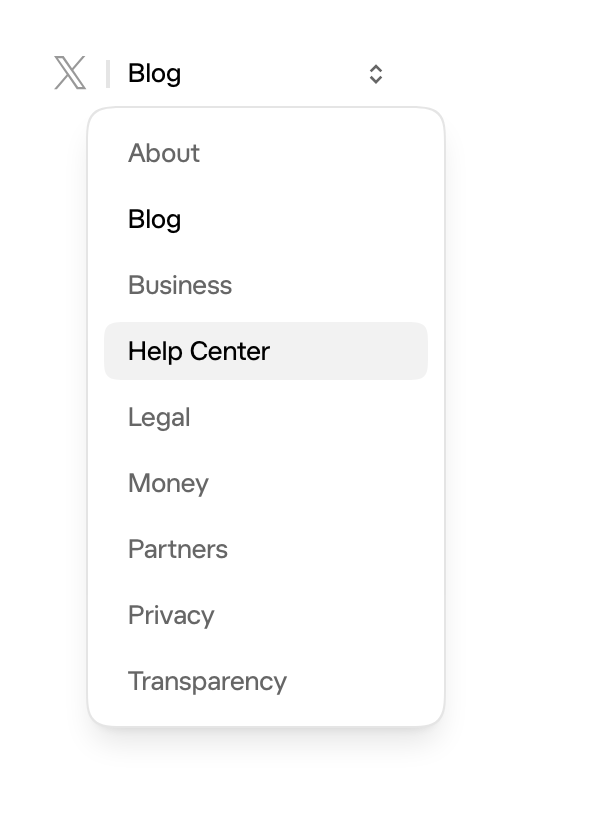 Blog
About
Blog
Business
Help Center
Legal
Money
Partners
Privacy
Transparency